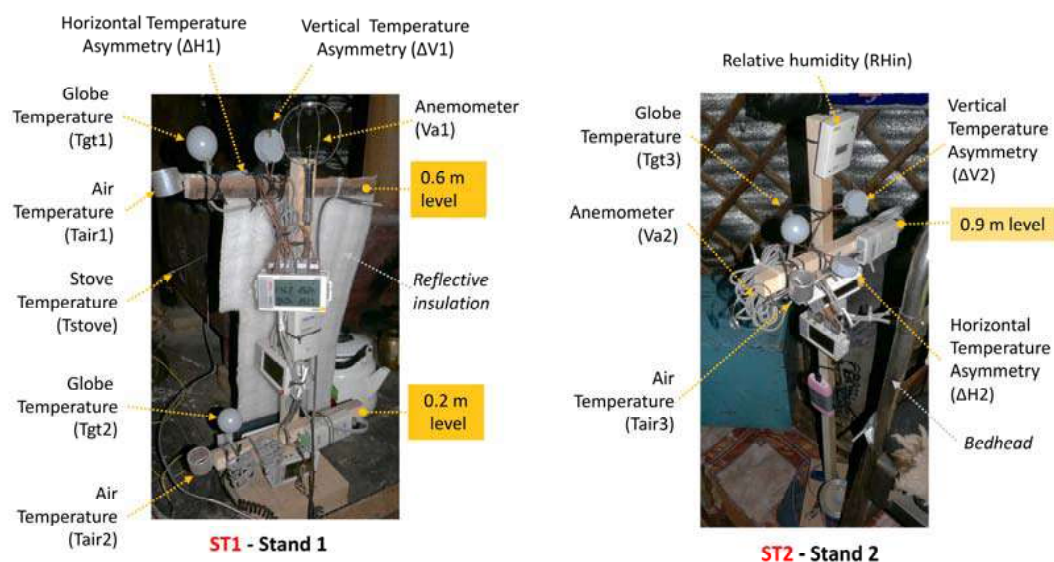 Horizontal Temperature
Asymmetry (ΔH1)
Vertical Temperature
Asymmetry (ΔV1)
Globe
Temperature
(Tgt1)
Anemometer
(Va1)
Air
Temperature
(Tair1)
0.6 m
level
Stove
Temperature
(Tstove)
Reflective
insulation
Globe
Temperature
(Tgt2)
0.2 m
level
Air
Temperature
(Tair2)
ST1 - Stand 1
Relative humidity (RHin)
Globe
Temperature
(Tgt3)
Vertical
Temperature
Asymmetry
(ΔV2)
Anemometer
(Va2)
0.9 m level
Horizontal
Temperature
Asymmetry
(ΔH2)
Air
Temperature
(Tair3)
Bedhead
ST2 - Stand 2